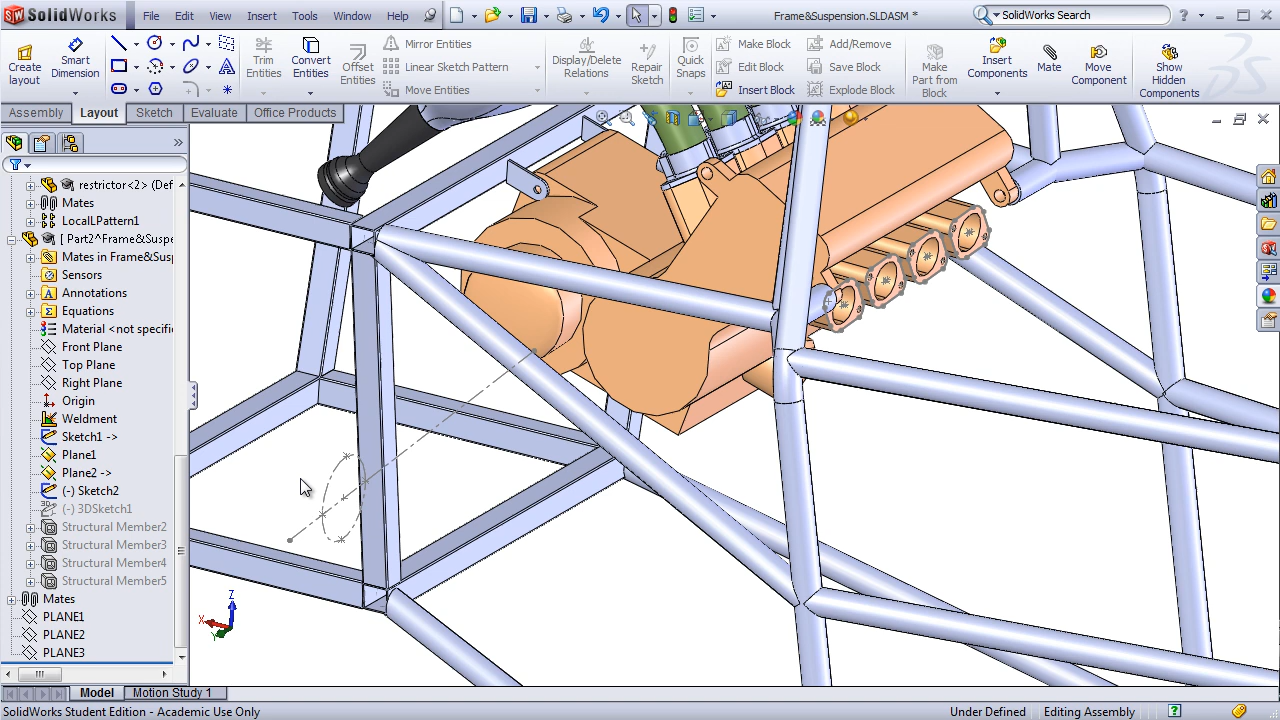 SolidWorks File Edit View Insert Tools Window Help Frame&Suspension.SLDASM * SolidWorks Search
Create layout
Smart Dimension
Trim Entities
Convert Entities
Offset Entities
Mirror Entities
Linear Sketch Pattern
Move Entities
Display/Delete Relations
Repair Sketch
Quick Snaps
Make Block
Edit Block
Insert Block
Add/Remove
Save Block
Explode Block
Make Part from Block
Insert Components
Mate
Move Component
Show Hidden Components
Assembly Layout Sketch Evaluate Office Products
restrictor<2> (Def
Mates
LocalLPattern1
[ Part2^Frame&Suspe
Mates in Frame&Susp
Sensors
Annotations
Equations
Material <not specifi
Front Plane
Top Plane
Right Plane
Origin
Weldment
Sketch1 ->
Plane1
Plane2 ->
(-) Sketch2
(-) 3DSketch1
Structural Member2
Structural Member3
Structural Member4
Structural Member5
Mates
PLANE1
PLANE2
PLANE3
Z
X
Y
Model Motion Study 1
SolidWorks Student Edition - Academic Use Only Under Defined Editing Assembly